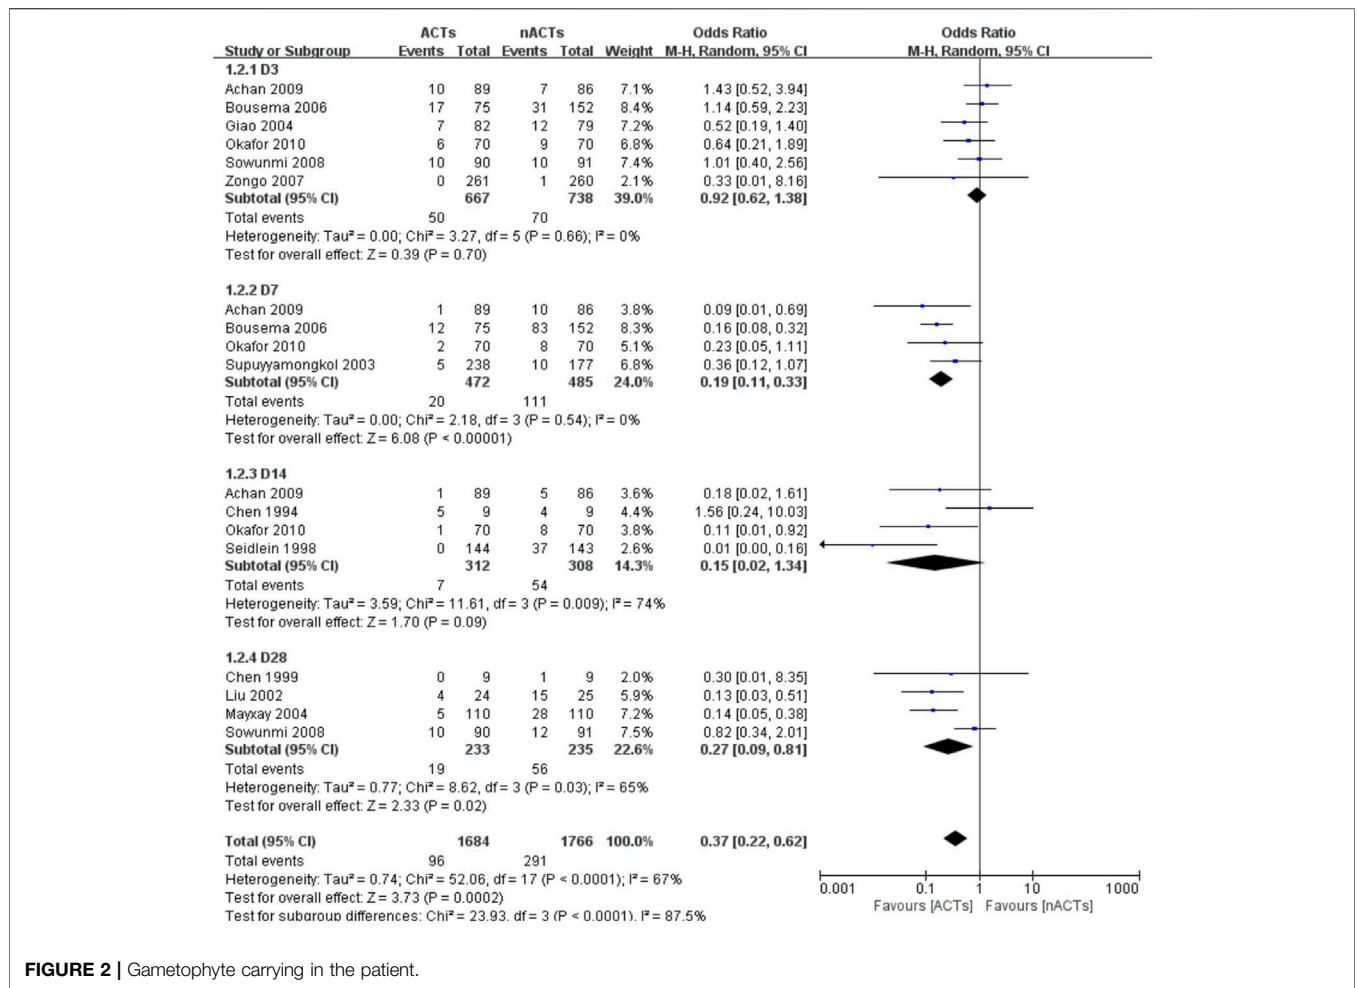 ACTs nACTs Odds Ratio Odds Ratio
Study or Subgroup Events Total Events Total Weight M-H, Random, 95% CI M-H, Random, 95% CI
1.2.1 D3
Achan 2009 10 89 7 86 7.1% 1.43 [0.52, 3.94]
Bousema 2006 17 75 31 152 8.4% 1.14 [0.59, 2.23]
Giao 2004 7 82 12 79 7.2% 0.52 [0.19, 1.40]
Okafor 2010 6 70 9 70 6.8% 0.64 [0.21, 1.89]
Sowunmi 2008 10 90 10 91 7.4% 1.01 [0.40, 2.56]
Zongo 2007 0 261 1 260 2.1% 0.33 [0.01, 8.16]
Subtotal (95% CI) 667 738 39.0% 0.92 [0.62, 1.38]
Total events 50 70
Heterogeneity: Tau² = 0.00; Chi² = 3.27, df = 5 (P = 0.66); I² = 0%
Test for overall effect: Z = 0.39 (P = 0.70)
1.2.2 D7
Achan 2009 1 89 10 86 3.8% 0.09 [0.01, 0.69]
Bousema 2006 12 75 83 152 8.3% 0.16 [0.08, 0.32]
Okafor 2010 2 70 8 70 5.1% 0.23 [0.05, 1.11]
Supuyyamongkol 2003 5 238 10 177 6.8% 0.36 [0.12, 1.07]
Subtotal (95% CI) 472 485 24.0% 0.19 [0.11, 0.33]
Total events 20 111
Heterogeneity: Tau² = 0.00; Chi² = 2.18, df = 3 (P = 0.54); I² = 0%
Test for overall effect: Z = 6.08 (P < 0.00001)
1.2.3 D14
Achan 2009 1 89 5 86 3.6% 0.18 [0.02, 1.61]
Chen 1994 5 9 4 9 4.4% 1.56 [0.24, 10.03]
Okafor 2010 1 70 8 70 3.8% 0.11 [0.01, 0.92]
Seidlein 1998 0 144 37 143 2.6% 0.01 [0.00, 0.16]
Subtotal (95% CI) 312 308 14.3% 0.15 [0.02, 1.34]
Total events 7 54
Heterogeneity: Tau² = 3.59; Chi² = 11.61, df = 3 (P = 0.009); I² = 74%
Test for overall effect: Z = 1.70 (P = 0.09)
1.2.4 D28
Chen 1999 0 9 1 9 2.0% 0.30 [0.01, 8.35]
Liu 2002 4 24 15 25 5.9% 0.13 [0.03, 0.51]
Mayxay 2004 5 110 28 110 7.2% 0.14 [0.05, 0.38]
Sowunmi 2008 10 90 12 91 7.5% 0.82 [0.34, 2.01]
Subtotal (95% CI) 233 235 22.6% 0.27 [0.09, 0.81]
Total events 19 56
Heterogeneity: Tau² = 0.77; Chi² = 8.62, df = 3 (P = 0.03); I² = 65%
Test for overall effect: Z = 2.33 (P = 0.02)
Total (95% CI) 1684 1766 100.0% 0.37 [0.22, 0.62]
Total events 96 291
Heterogeneity: Tau² = 0.74; Chi² = 52.06, df = 17 (P < 0.0001); I² = 67%
Test for overall effect: Z = 3.73 (P = 0.0002)
Test for subgroup differences: Chi² = 23.93, df = 3 (P < 0.0001), I² = 87.5%
0.001 0.1 1 10 1000
Favours [ACTs] Favours [nACTs]
FIGURE 2 | Gametophyte carrying in the patient.